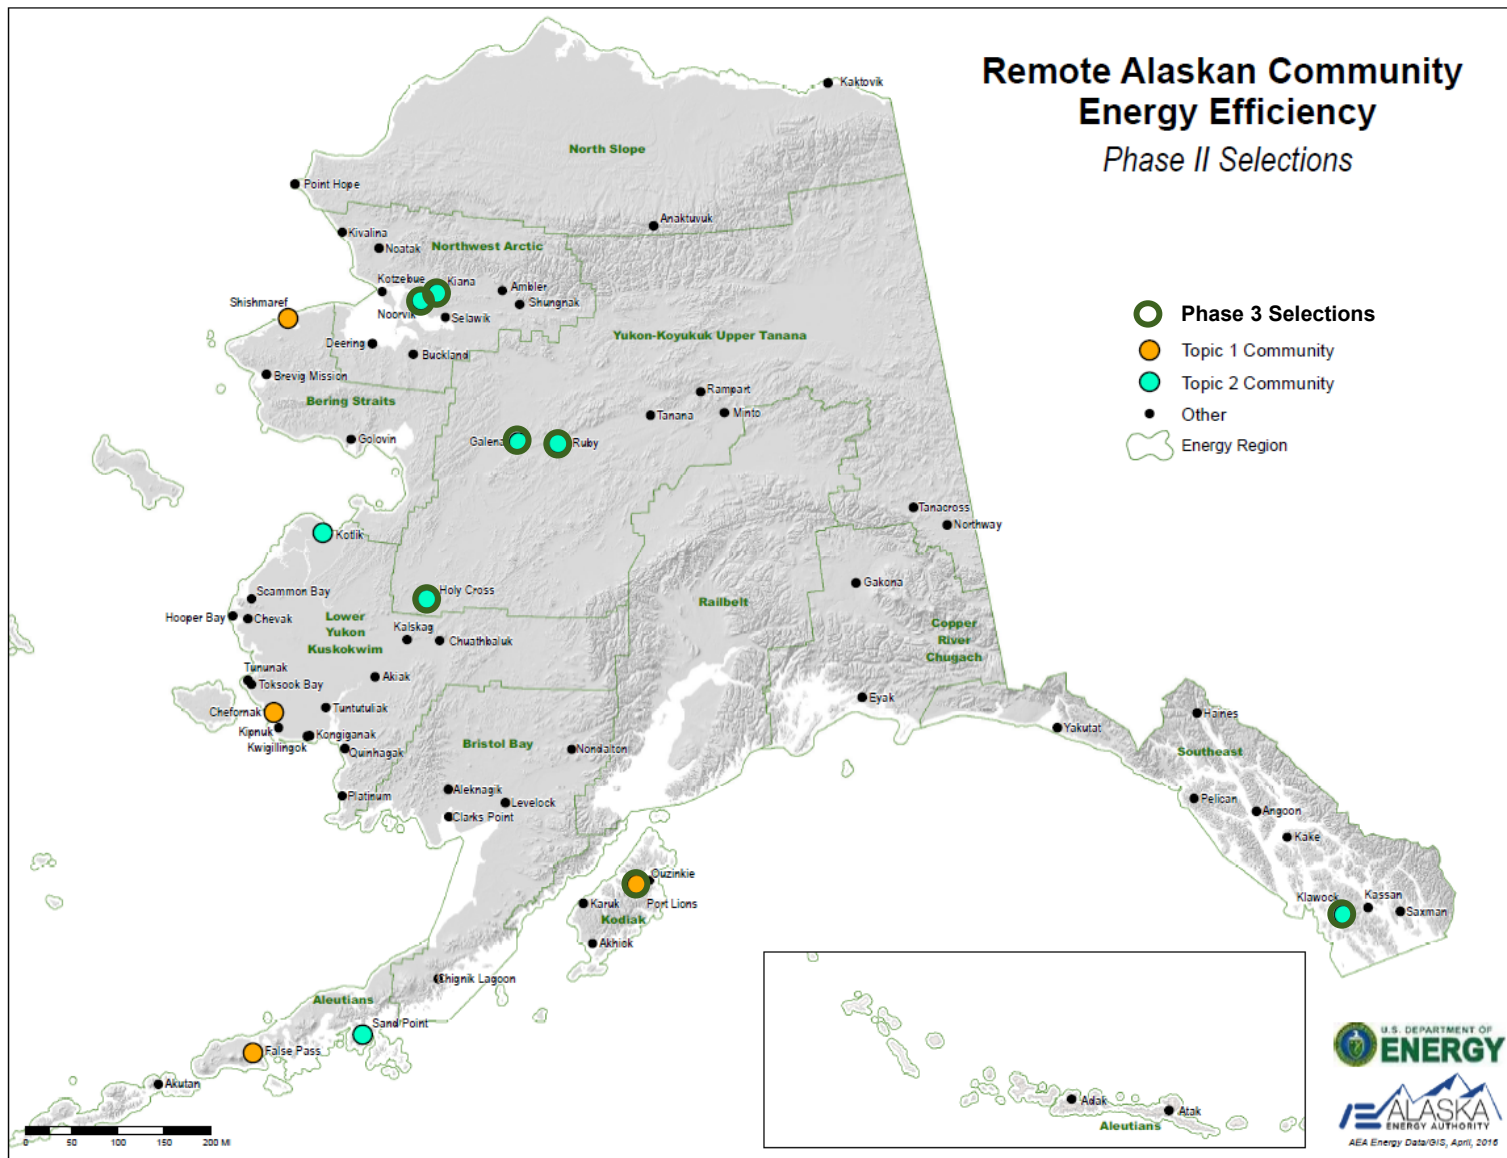 Remote Alaskan Community
Energy Efficiency
Phase II Selections
Kaktovik
North Slope
Point Hope
Anaktuvuk
Kivalina
Noatak
Northwest Arctic
Kotzebue
Kiana
Ambler
Shungnak
Noorvik
Selawik
Shishmaref
Deering
Buckland
Yukon-Koyukuk Upper Tanana
Brevig Mission
Bering Straits
Rampart
Tanana
Minto
Golovin
Galena
Ruby
Phase 3 Selections
Topic 1 Community
Topic 2 Community
Other
Energy Region
Tanacross
Northway
Kotlik
Gakona
Holy Cross
Scammon Bay
Hooper Bay
Chevak
Lower
Yukon
Kuskokwim
Kalskag
Chuathbaluk
Railbelt
Copper
River
Chugach
Tununak
Toksook Bay
Akiak
Chefornak
Tuntutuliak
Kipnuk
Kongiganak
Kwigillingok
Quinhagak
Bristol Bay
Nondalton
Eyak
Yakutat
Haines
Southeast
Platinum
Aleknagik
Levelock
Clarks Point
Pelican
Angoon
Kake
Ouzinkie
Karuk
Port Lions
Kodiak
Akhiok
Klawock
Kassan
Saxman
Chignik Lagoon
Aleutians
Sand Point
False Pass
Akutan
0 50 100 150 200 Mi
Adak
Atak
Aleutians
U.S. DEPARTMENT OF
ENERGY
ALASKA
ENERGY AUTHORITY
AEA Energy Data/GIS, April, 2016